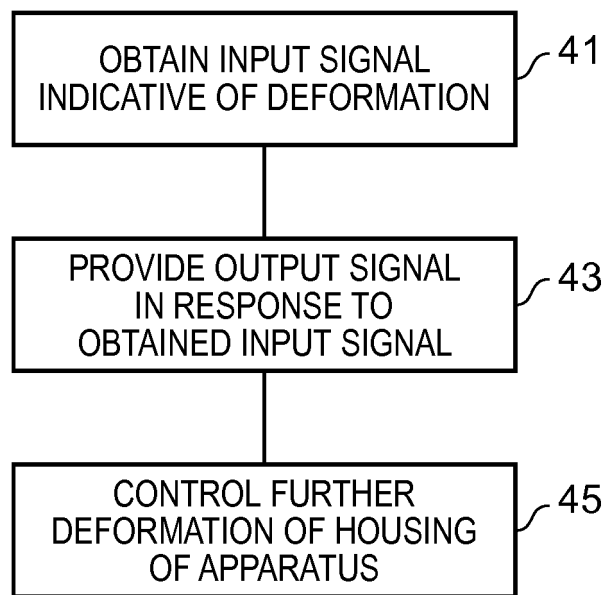 OBTAIN INPUT SIGNAL
INDICATIVE OF DEFORMATION
41
PROVIDE OUTPUT SIGNAL
IN RESPONSE TO
OBTAINED INPUT SIGNAL
43
CONTROL FURTHER
DEFORMATION OF HOUSING
OF APPARATUS
45